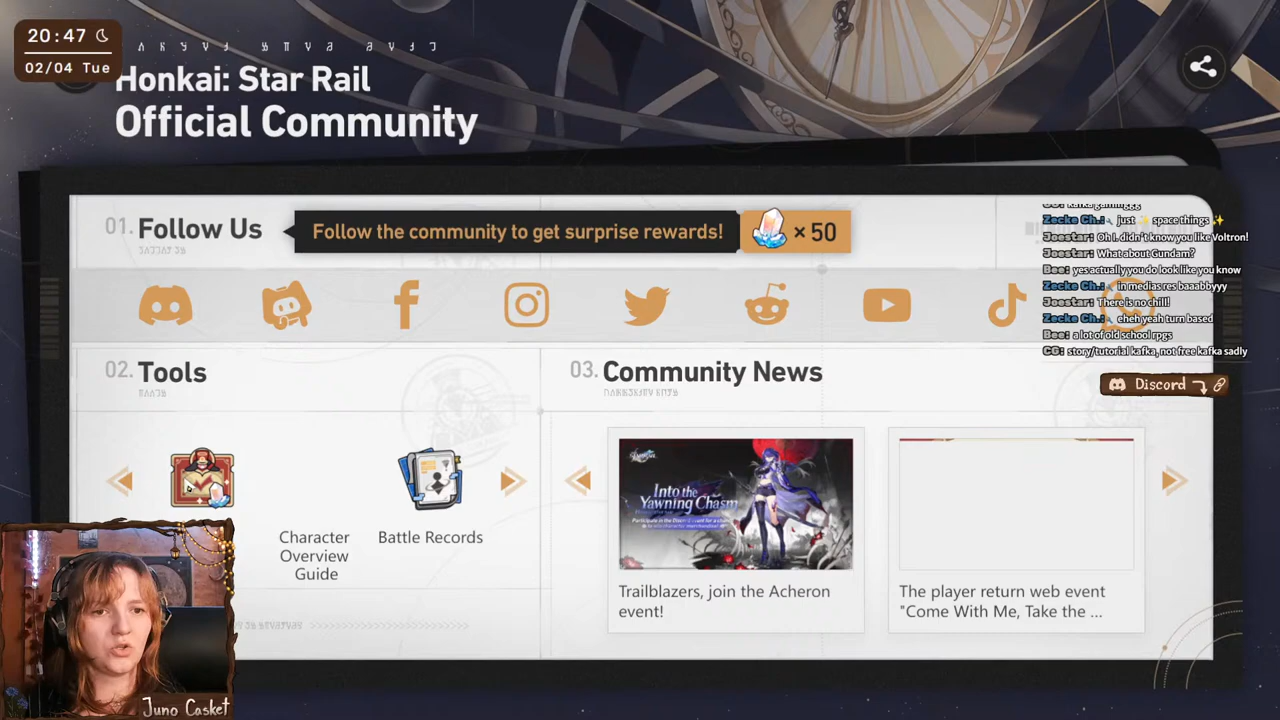 20:47
02/04 Tue
Honkai: Star Rail
Official Community
01. Follow Us
Follow the community to get surprise rewards!
× 50
kafka gaminggg
Zecke Ch.: just ✨ space things ✨
Joestar: Oh I. didn't know you like Voltron!
Joestar: What about Gundam?
Bee: yes actually you do look like you know
Zecke Ch.: in medias res baaabbyyy
Joestar: There is no chill!
Zecke Ch.: eheh yeah turn based
Bee: a lot of old school rpgs
CG: story/tutorial kafka, not free kafka sadly
Discord
02. Tools
03. Community News
Character
Overview
Guide
Battle Records
Into the
Yawning Chasm
Trailblazers, join the Acheron
event!
The player return web event
"Come With Me, Take the ...
Juno Casket